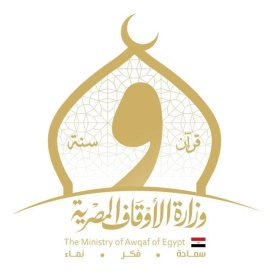 و
قرآن سنة
وزارة الأوقاف المصرية
The Ministry of Awqaf of Egypt
سماحة • فكر • نماء